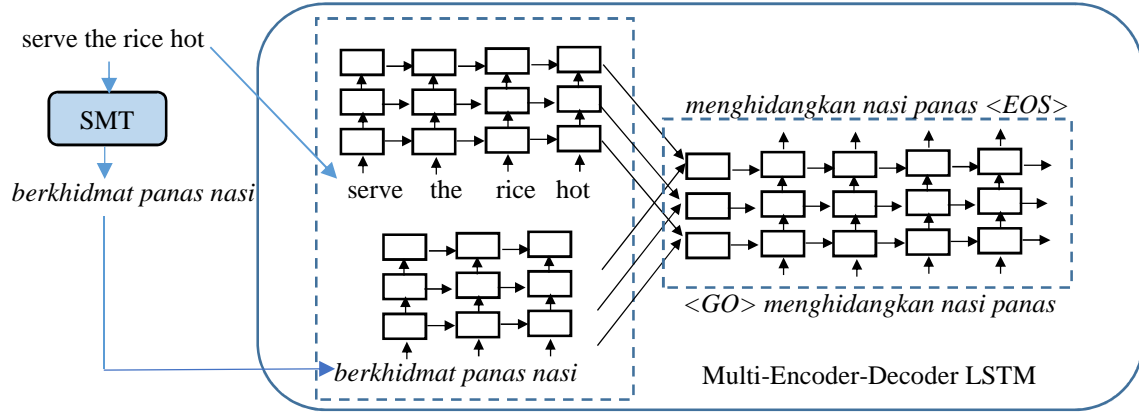 serve the rice hot
SMT
berkhidmat panas nasi
serve the rice hot
berkhidmat panas nasi
menghidangkan nasi panas <EOS>
<GO> menghidangkan nasi panas
Multi-Encoder-Decoder LSTM